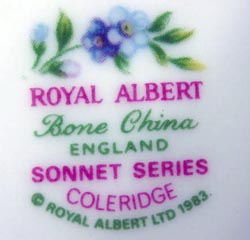 ROYAL ALBERT
Bone China
ENGLAND
SONNET SERIES
COLERIDGE
© ROYAL ALBERT LTD 1983.